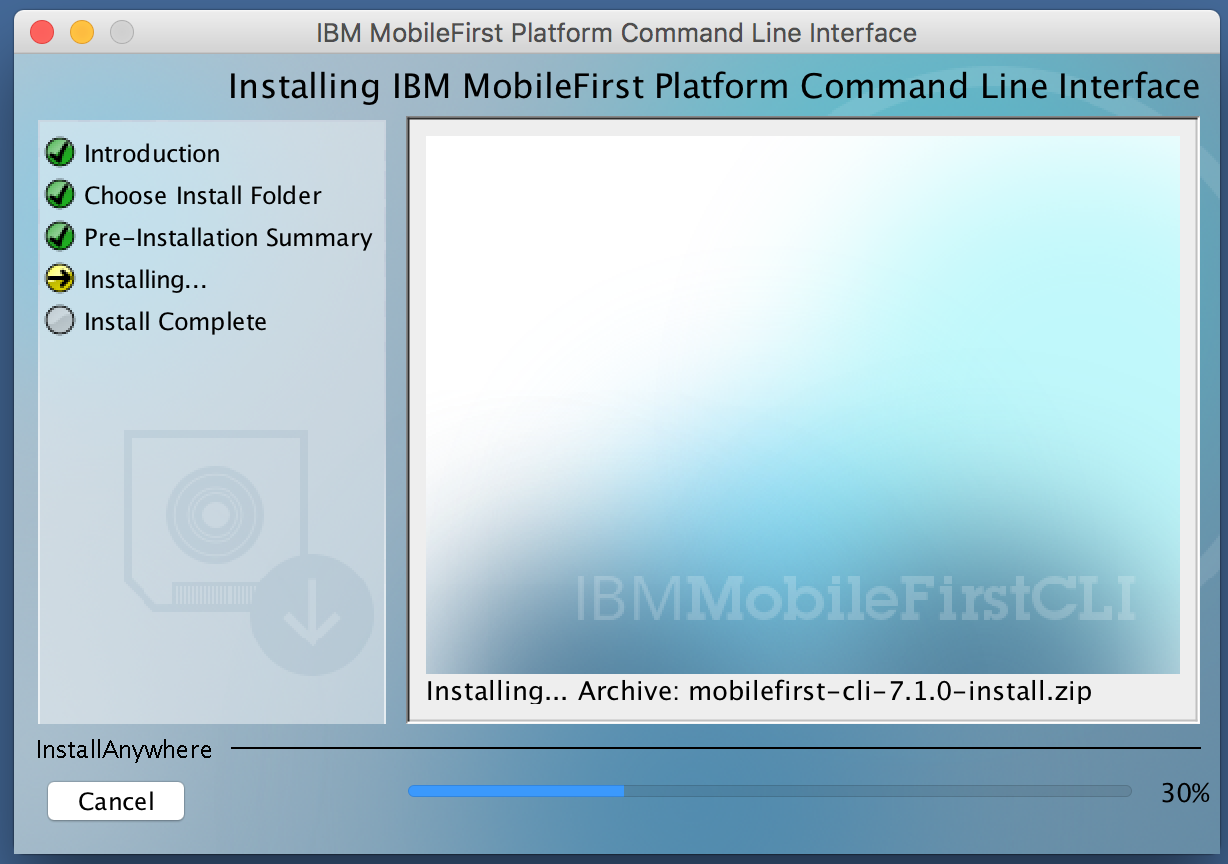 IBM MobileFirst Platform Command Line Interface
Installing IBM MobileFirst Platform Command Line Interface
Introduction
Choose Install Folder
Pre-Installation Summary
Installing...
Install Complete
IBMMobileFirstCLI
Installing... Archive: mobilefirst-cli-7.1.0-install.zip
InstallAnywhere
Cancel
30%